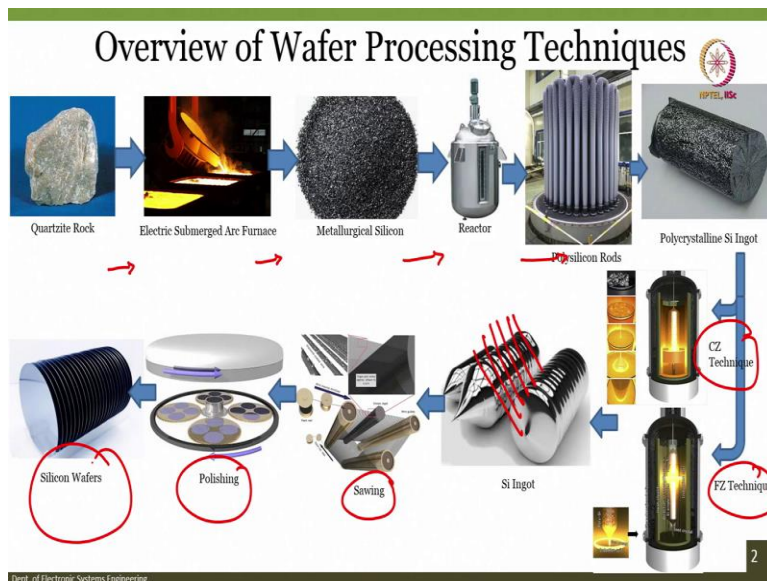 Overview of Wafer Processing Techniques
NPTEL, IISc
Quartzite Rock
Electric Submerged Arc Furnace
Metallurgical Silicon
Reactor
Polysilicon Rods
Polycrystalline Si Ingot
CZ
Technique
Silicon Wafers
Polishing
Sawing
Si Ingot
FZ Technique
2
Dept. of Electronic Systems Engineering